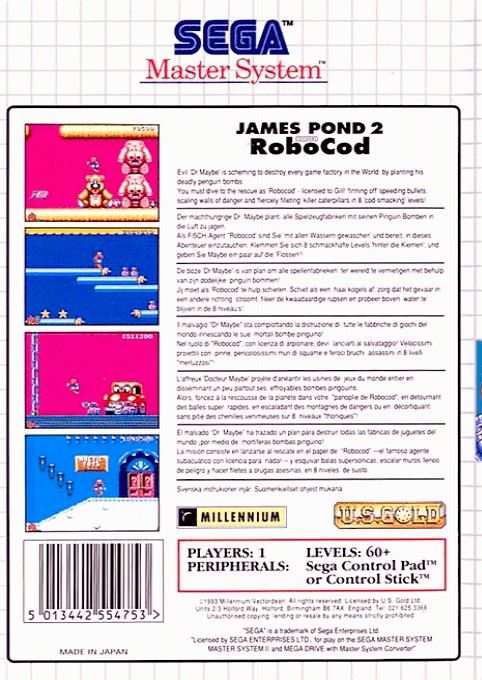 SEGA™
Master System™
JAMES POND 2
RoboCod
Evil 'Dr Maybe' is scheming to destroy every game factory in the World by planting his
deadly penguin bombs.
You must dive to the rescue as 'Robocod' - licensed to Gill! 'finning off' speeding bullets,
scaling walls of danger and 'fiercely filleting' killer caterpillars in 8 'cod smacking' levels!
Der machthungrige Dr. Maybe plant, alle Spielzeugfabriken mit seinen Pinguin-Bomben in
die Luft zu jagen.
Als FISCH-Agent "Robocod" sind Sie 'mit allen Wassern gewaschen' und bereit, in dieses
Abenteuer einzutauchen. Klemmen Sie sich 8 schmackhafte Levels 'hinter die Kiemen', und
geben Sie Maybe ein paar auf die 'Flossen'!
De boze 'Dr Maybe' is van plan om alle spellenfabrieken ter wereld te vernietigen met behulp
van zijn dodelijke pinguin bommen!
Jij moet als 'Robocod' te hulp schieten. Schiet als een haai kogels af, zorg dat het gevaar in
een andere richting stroomt, fileer de kwaadaardige rupsen en probeer boven water te
blijven in de 8 niveau's!
Il malvagio "Dr Maybe" sta complottando la distruzione di tutte le fabbriche di giochi del
mondo innescando le sue mortali bombe-pinguino!
Nel ruolo di "Robocod", con licenza di arpionare, devi lanciarti al salvataggio! Velocissimi
proiettili con pinne, pericolosissimi muri di squame e feroci bruchi assassini in 8 livelli
"merluzzosi"!
L'affreux Docteur Maybe projète d'anéantir les usines de jeux du monde entier en
disséminant un peu partout ses effroyables bombes-pingouins.
Alors, foncez à la rescousse de la planète dans votre "panoplie de Robocod, en détournant
des balles super rapides, en escaladant des montagnes de dangers ou en décortiquant
sans pitié des chenilles venimeuses sur 8 niveaux "thoniques"!
El malvado "Dr. Maybe" ha trazado un plan para destruir todas las fábricas de juguetes del
mundo ¡por medio de mortíferas bombas pinguino!
La misión consiste en lanzarse al rescate en el papel de "Robocod" —el famoso agente
subacuático con licencia para nadar— y esquivar balas supersónicas, escalar muros llenos
de peligro y hacer filetes a orugas asesinas, en 8 niveles de susto.
Svenska instruktioner injär. Suomenkieliset ohjeet mukana.
MILLENNIUM
U.S. GOLD
PLAYERS: 1
LEVELS: 60+
PERIPHERALS:
Sega Control Pad™
or Control Stick™
5 013442 554753 >
©1993 Millennium/Vectordean. All rights reserved. Licensed by U.S. Gold Ltd.
Units 2/3 Holford Way, Holford, Birmingham B6 7AX. England. Tel: 021 625 3366
Unauthorised copying, lending or resale by any means strictly prohibited.
"SEGA" is a trademark of Sega Enterprises Ltd.
"Licensed by SEGA ENTERPRISES LTD., for play on the SEGA MASTER SYSTEM
MASTER SYSTEM II and MEGA DRIVE with Master System Converter"
MADE IN JAPAN